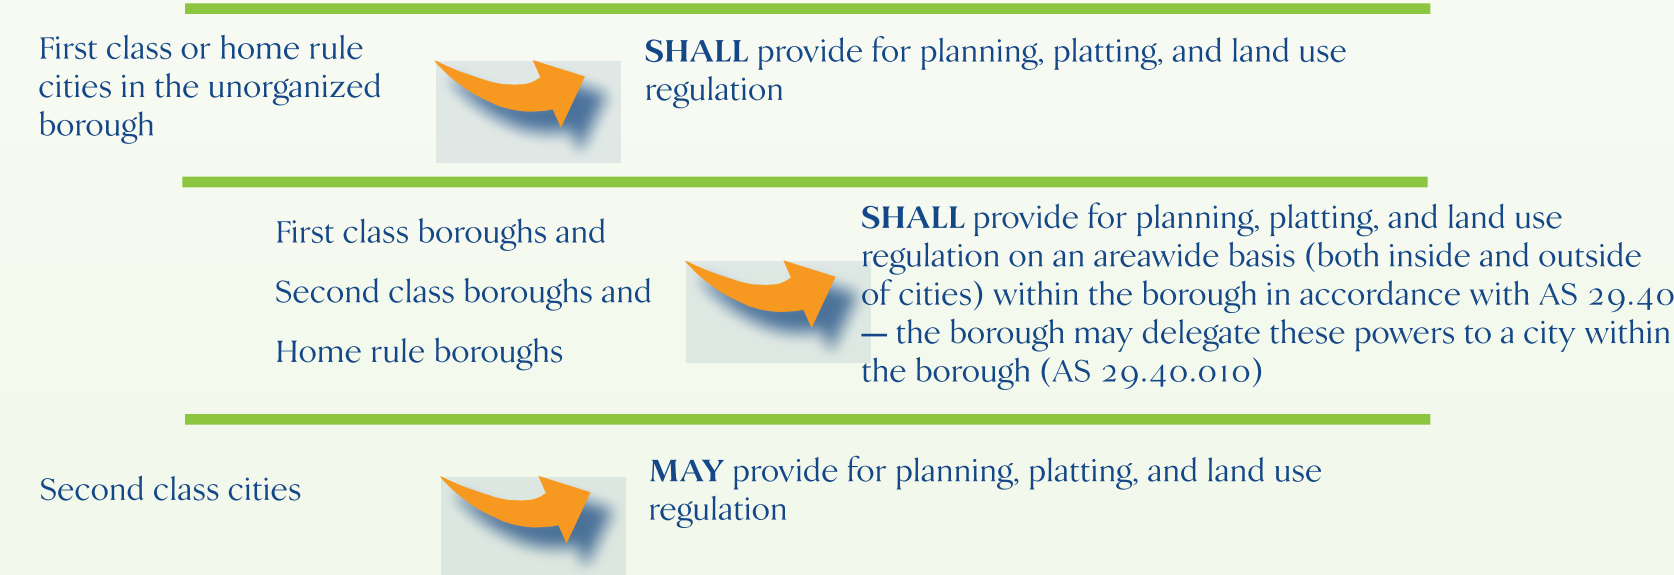 First class or home rule
cities in the unorganized
borough
SHALL provide for planning, platting, and land use
regulation
First class boroughs and
Second class boroughs and
Home rule boroughs
SHALL provide for planning, platting, and land use
regulation on an areawide basis (both inside and outside
of cities) within the borough in accordance with AS 29.40
— the borough may delegate these powers to a city within
the borough (AS 29.40.010)
Second class cities
MAY provide for planning, platting, and land use
regulation